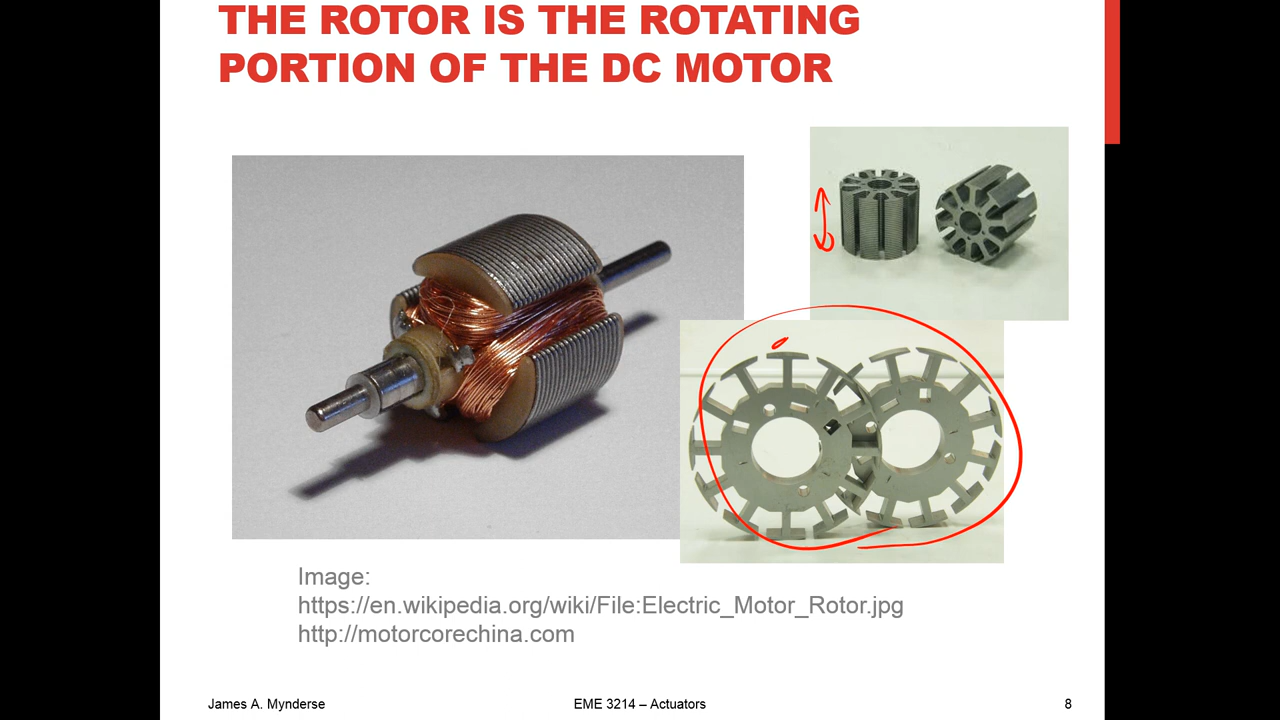 THE ROTOR IS THE ROTATING
PORTION OF THE DC MOTOR
Image:
https://en.wikipedia.org/wiki/File:Electric_Motor_Rotor.jpg
http://motorcorechina.com
James A. Mynderse
EME 3214 – Actuators
8